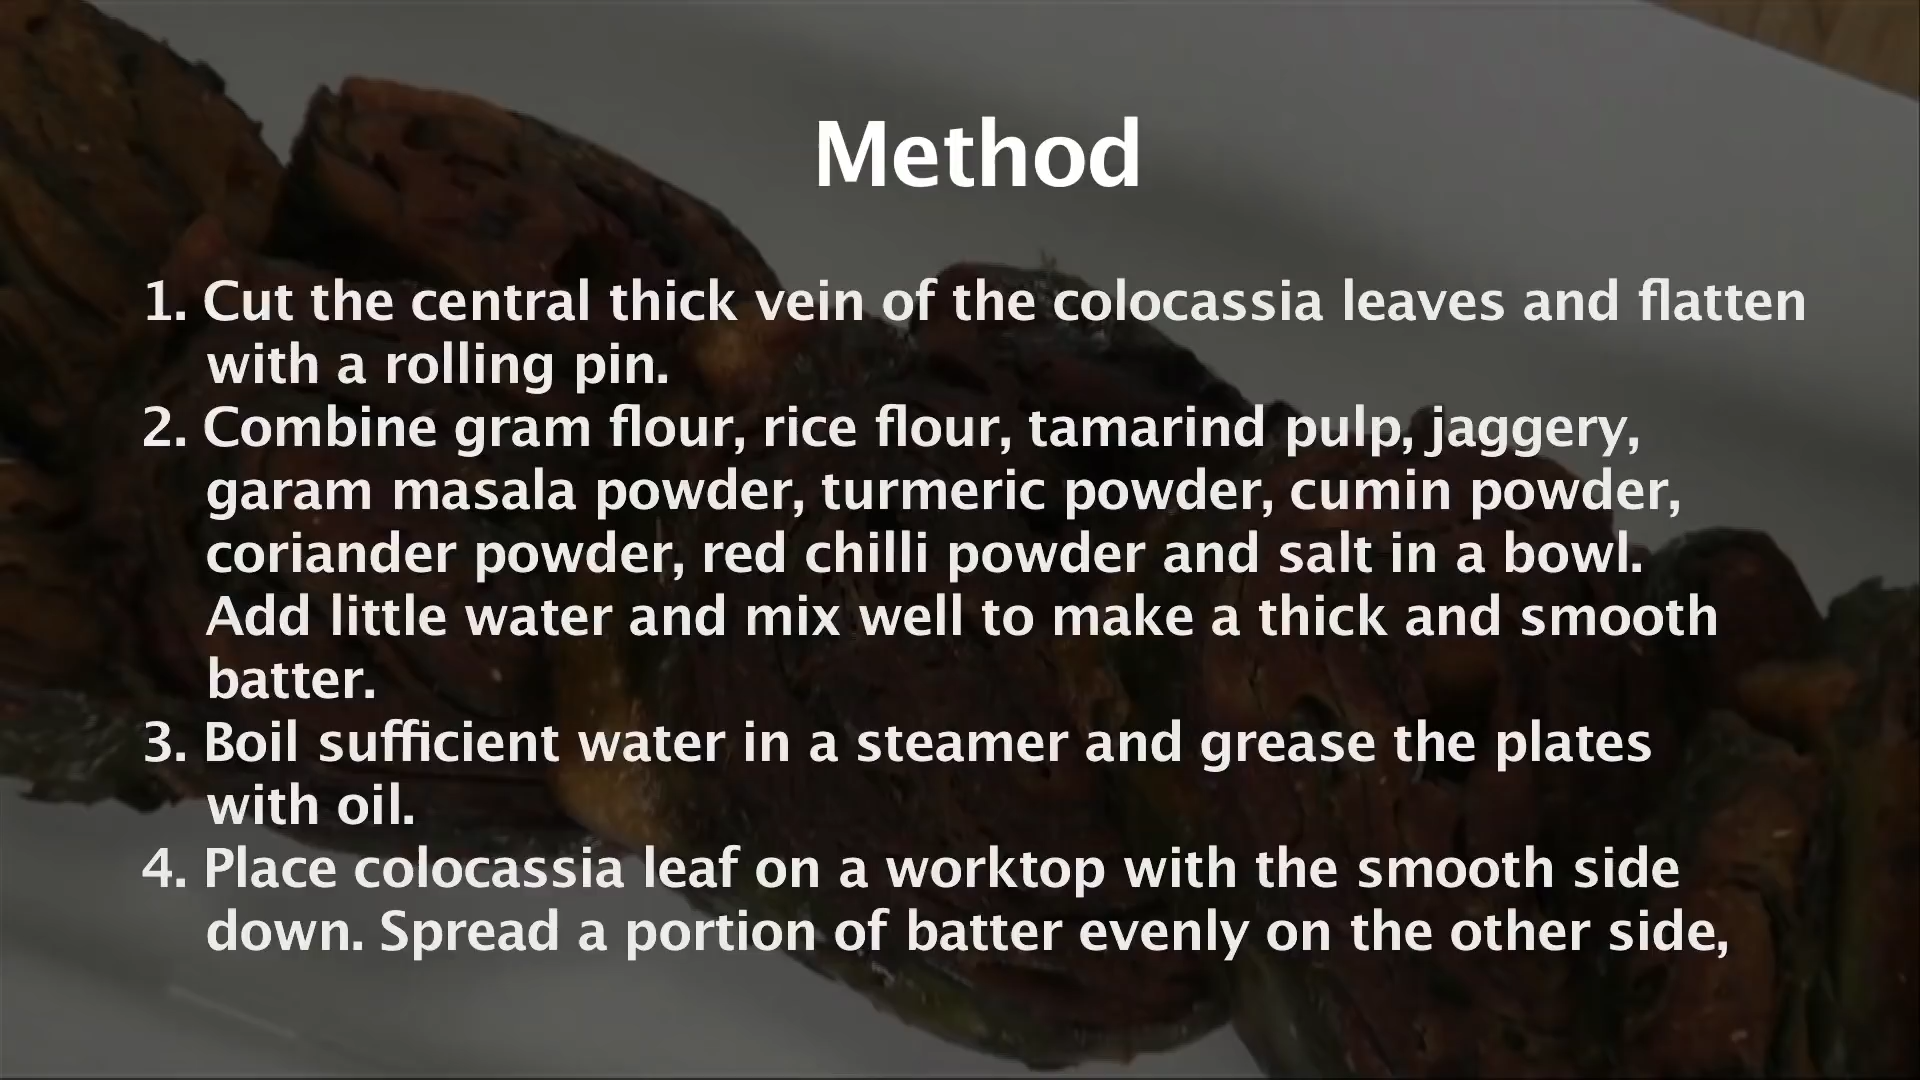 Method
1. Cut the central thick vein of the colocassia leaves and flatten
with a rolling pin.
2. Combine gram flour, rice flour, tamarind pulp, jaggery,
garam masala powder, turmeric powder, cumin powder,
coriander powder, red chilli powder and salt in a bowl.
Add little water and mix well to make a thick and smooth
batter.
3. Boil sufficient water in a steamer and grease the plates
with oil.
4. Place colocassia leaf on a worktop with the smooth side
down. Spread a portion of batter evenly on the other side,